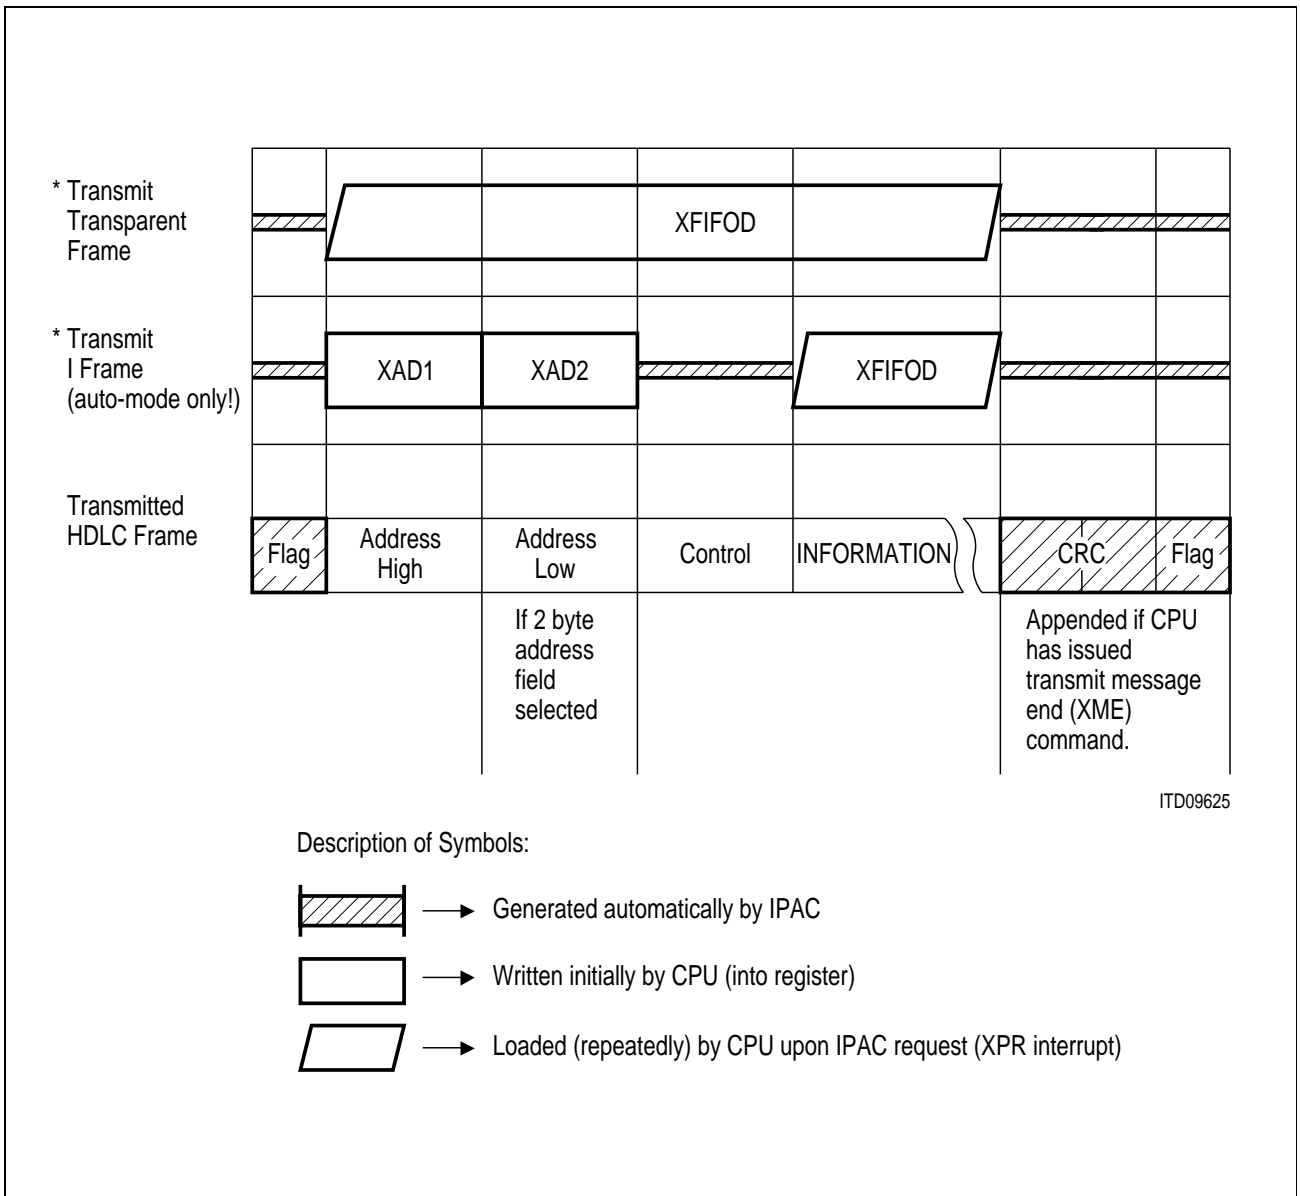 * Transmit
Transparent
Frame
XFIFOD
* Transmit
I Frame
(auto-mode only!)
XAD1
XAD2
XFIFOD
Transmitted
HDLC Frame
Flag
Address
High
Address
Low
Control
INFORMATION
CRC
Flag
If 2 byte
address
field
selected
Appended if CPU
has issued
transmit message
end (XME)
command.
ITD09625
Description of Symbols:
Generated automatically by IPAC
Written initially by CPU (into register)
Loaded (repeatedly) by CPU upon IPAC request (XPR interrupt)